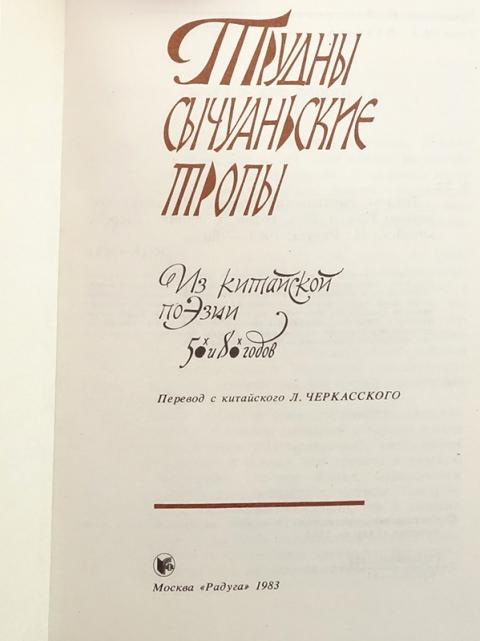 Трудны
сычуаньские
тропы
Из китайской
поэзии
50х и 80х годов
Перевод с китайского Л. ЧЕРКАССКОГО
Москва «Радуга» 1983